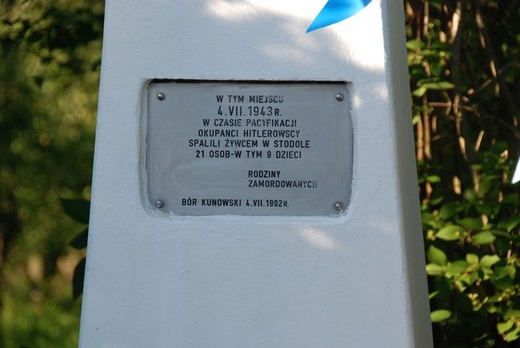 W TYM MIEJSCU
4.VII.1943R.
W CZASIE PACYFIKACJI
OKUPANCI HITLEROWSCY
SPALILI ŻYWCEM W STODOLE
21 OSOB-W TYM 9 DZIECI
RODZINY
ZAMORDOWANYCH
BÓR KUNOWSKI 4.VII.1992R.